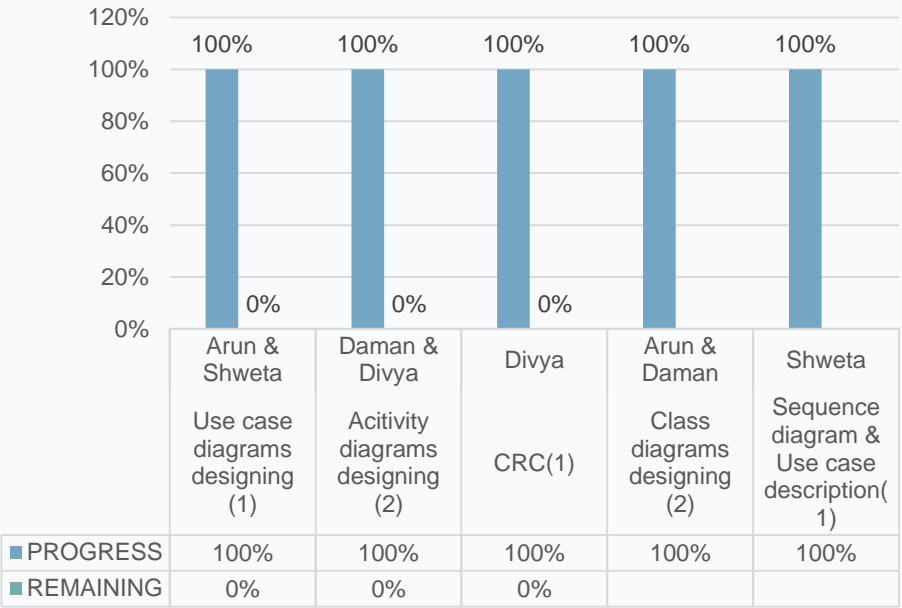 120%
100% 100% 100% 100% 100%
100%
80%
60%
40%
20%
0% 0% 0%
0%
Arun & Shweta
Daman & Divya
Divya
Arun & Daman
Shweta
Use case diagrams designing (1)
Acitivity diagrams designing (2)
CRC(1)
Class diagrams designing (2)
Sequence diagram & Use case description( 1)
PROGRESS 100% 100% 100% 100% 100%
REMAINING 0% 0% 0%